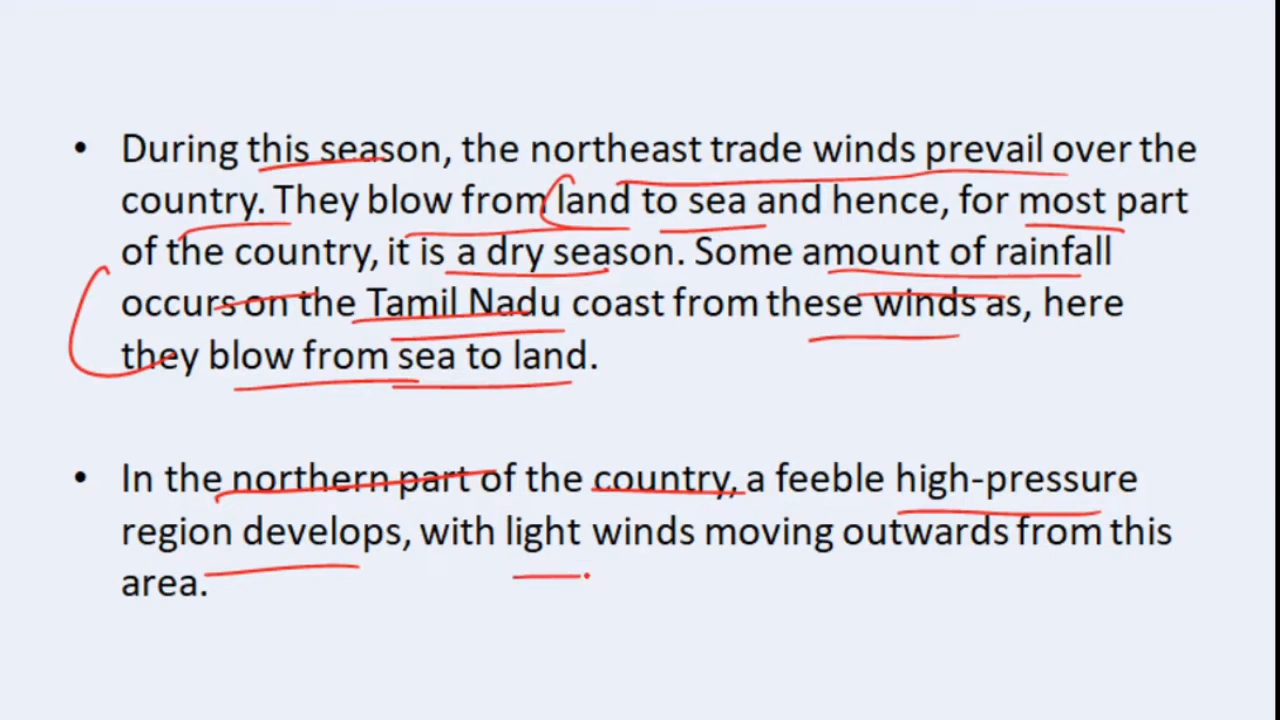 • During this season, the northeast trade winds prevail over the
country. They blow from land to sea and hence, for most part
of the country, it is a dry season. Some amount of rainfall
occurs on the Tamil Nadu coast from these winds as, here
they blow from sea to land.
• In the northern part of the country, a feeble high-pressure
region develops, with light winds moving outwards from this
area.